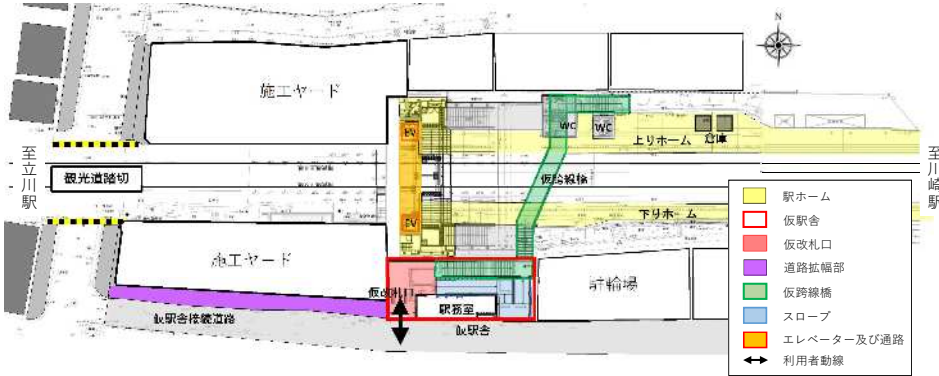 N
施工ヤード
EV
WC
WC
倉庫
上りホーム
至立川駅
観光道踏切
仮跨線橋
至川崎駅
下りホーム
EV
施工ヤード
仮改札口
駅務室
駐輪場
仮駅舎接続道路
仮駅舎
駅ホーム
仮駅舎
仮改札口
道路拡幅部
仮跨線橋
スロープ
エレベーター及び通路
利用者動線